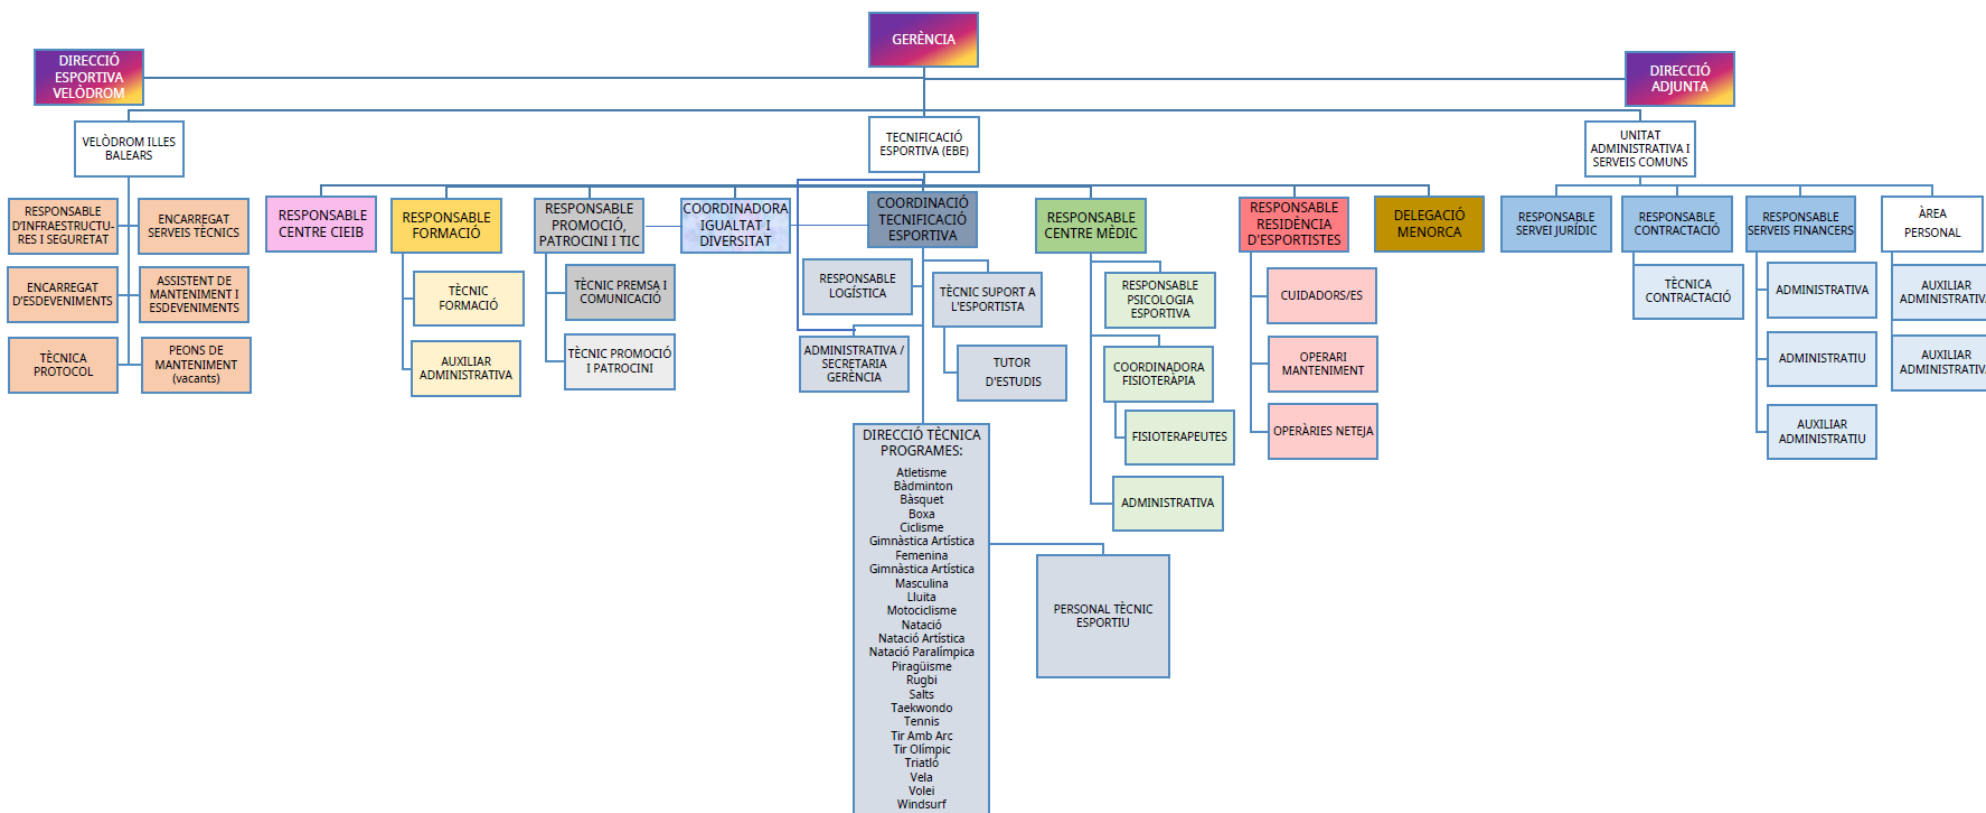 GERÈNCIA
DIRECCIÓ
ESPORTIVA
VELÒDROM
DIRECCIÓ
ADJUNTA
VELÒDROM ILLES
BALEARS
TECNIFICACIÓ
ESPORTIVA (EBE)
UNITAT
ADMINISTRATIVA I
SERVEIS COMUNS
RESPONSABLE
D'INFRAESTRUCTU-
RES I SEGURETAT
ENCARREGAT
SERVEIS TÈCNICS
ENCARREGAT
D'ESDEVENIMENTS
ASSISTENT DE
MANTENIMENT I
ESDEVENIMENTS
TÈCNICA
PROTOCOL
PEONS DE
MANTENIMENT
(vacants)
RESPONSABLE
CENTRE CIEIB
RESPONSABLE
FORMACIÓ
TÈCNIC
FORMACIÓ
AUXILIAR
ADMINISTRATIVA
RESPONSABLE
PROMOCIÓ,
PATROCINI I TIC
TÈCNIC PREMSA I
COMUNICACIÓ
TÈCNIC PROMOCIÓ
I PATROCINI
COORDINADORA
IGUALTAT I
DIVERSITAT
COORDINACIÓ
TECNIFICACIÓ
ESPORTIVA
RESPONSABLE
LOGÍSTICA
TÈCNIC SUPORT A
L'ESPORTISTA
ADMINISTRATIVA /
SECRETARIA
GERÈNCIA
TUTOR
D'ESTUDIS
DIRECCIÓ TÈCNICA
PROGRAMES:
Atletisme
Bàdminton
Bàsquet
Boxa
Ciclisme
Gimnàstica Artística
Femenina
Gimnàstica Artística
Masculina
Lluita
Motociclisme
Natació
Natació Artística
Natació Paralímpica
Piragüisme
Rugbi
Salts
Taekwondo
Tennis
Tir Amb Arc
Tir Olímpic
Triatló
Vela
Volei
Windsurf
PERSONAL TÈCNIC
ESPORTIU
RESPONSABLE
CENTRE MÈDIC
RESPONSABLE
PSICOLOGIA
ESPORTIVA
COORDINADORA
FISIOTERÀPIA
FISIOTERAPEUTES
ADMINISTRATIVA
RESPONSABLE
RESIDÈNCIA
D'ESPORTISTES
CUIDADORS/ES
OPERARI
MANTENIMENT
OPERÀRIES NETEJA
DELEGACIÓ
MENORCA
RESPONSABLE
SERVEI JURÍDIC
RESPONSABLE
CONTRACTACIÓ
TÈCNICA
CONTRACTACIÓ
RESPONSABLE
SERVEIS FINANCERS
ADMINISTRATIVA
ADMINISTRATIU
AUXILIAR
ADMINISTRATIU
ÀREA
PERSONAL
AUXILIAR
ADMINISTRATIVA
AUXILIAR
ADMINISTRATIVA